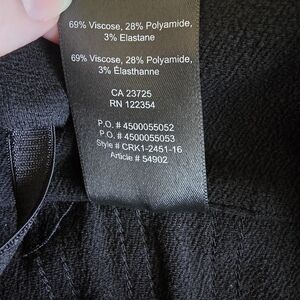 69% Viscose, 28% Polyamide,
3% Elastane
69% Viscose, 28% Polyamide,
3% Élasthanne
CA 23725
RN 122354
P.O. # 4500055052
P.O. # 4500055053
Style # CRK1-2451-16
Article # 54902